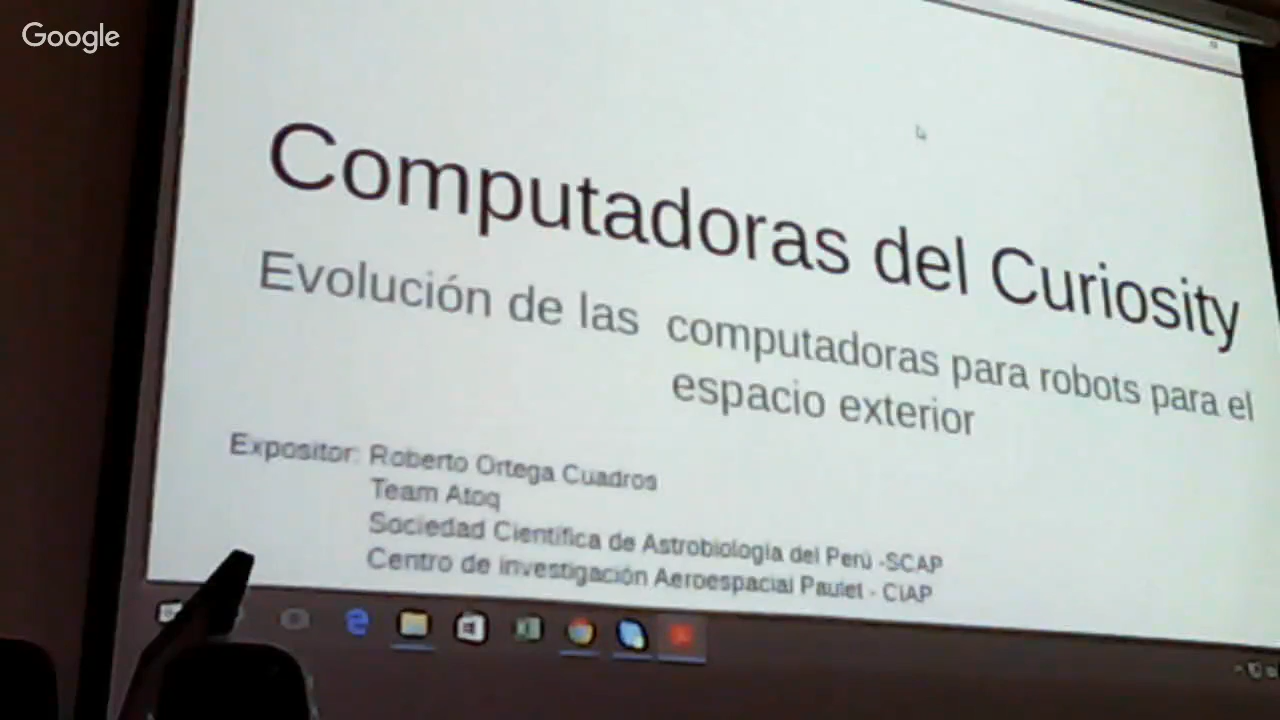 Google
Computadoras del Curiosity
Evolución de las computadoras para robots para el
espacio exterior
Expositor: Roberto Ortega Cuadros
Team Atoq
Sociedad Científica de Astrobiologia del Perú -SCAP
Centro de investigación Aeroespacial Paulet - CIAP